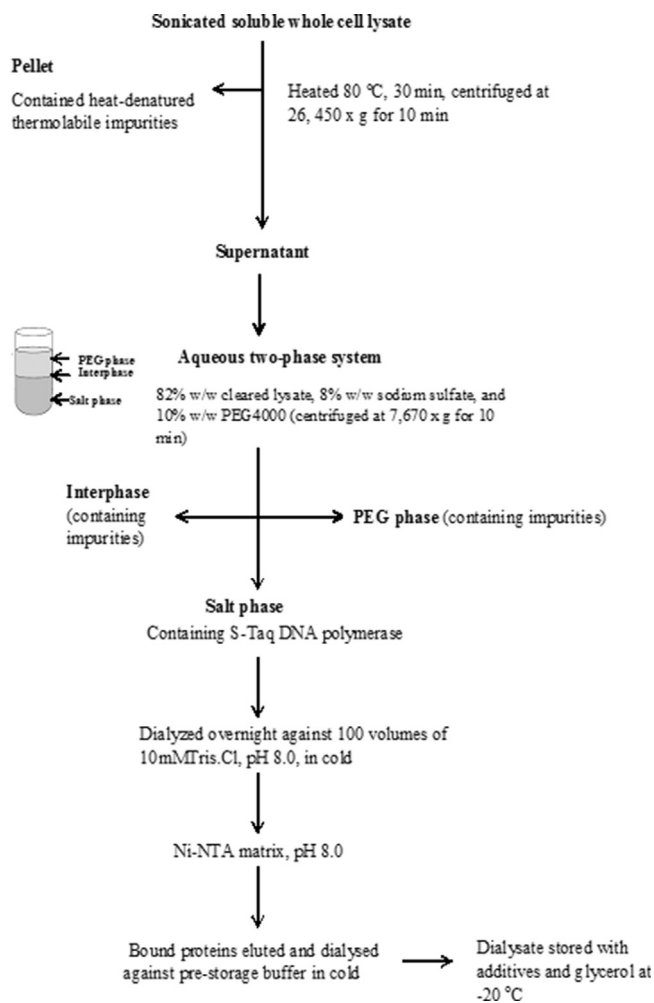 Sonicated soluble whole cell lysate
Pellet
Contained heat-denatured
thermolabile impurities
Heated 80 °C, 30 min, centrifuged at
26, 450 x g for 10 min
Supernatant
PEG phase
Interphase
Salt phase
Aqueous two-phase system
82% w/w cleared lysate, 8% w/w sodium sulfate, and
10% w/w PEG4000 (centrifuged at 7,670 x g for 10
min)
Interphase
(containing
impurities)
PEG phase (containing impurities)
Salt phase
Containing S-Taq DNA polymerase
Dialyzed overnight against 100 volumes of
10mMTris.Cl, pH 8.0, in cold
Ni-NTA matrix, pH 8.0
Bound proteins eluted and dialysed
against pre-storage buffer in cold
Dialysate stored with
additives and glycerol at
-20 °C